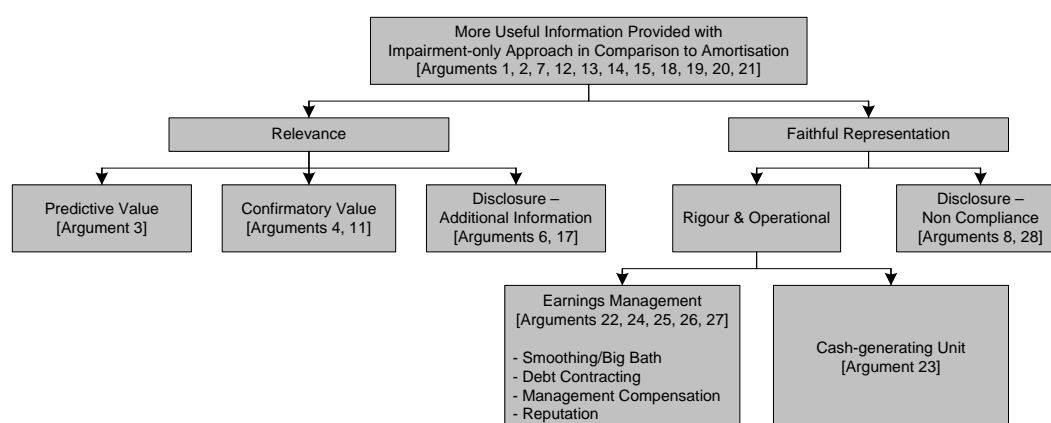 More Useful Information Provided with
Impairment-only Approach in Comparison to Amortisation
[Arguments 1, 2, 7, 12, 13, 14, 15, 18, 19, 20, 21]
Relevance
Faithful Representation
Predictive Value
[Argument 3]
Confirmatory Value
[Arguments 4, 11]
Disclosure –
Additional Information
[Arguments 6, 17]
Rigour & Operational
Disclosure –
Non Compliance
[Arguments 8, 28]
Earnings Management
[Arguments 22, 24, 25, 26, 27]
- Smoothing/Big Bath
- Debt Contracting
- Management Compensation
- Reputation
Cash-generating Unit
[Argument 23]